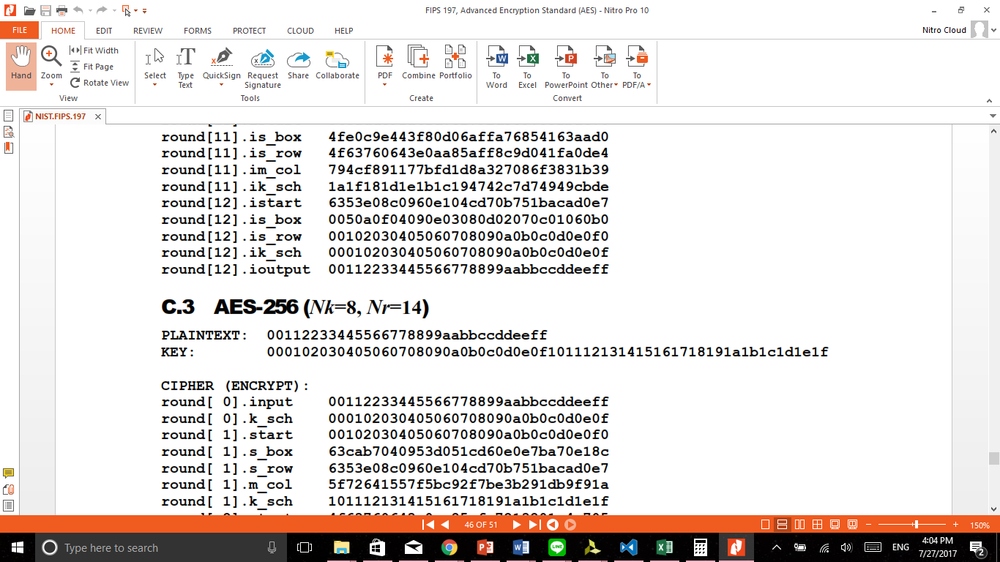 FIPS 197, Advanced Encryption Standard (AES) - Nitro Pro 10
FILE HOME EDIT REVIEW FORMS PROTECT CLOUD HELP Nitro Cloud
Hand
Zoom
Fit Width
Fit Page
Rotate View
View
Select
Type Text
QuickSign
Request Signature
Share
Collaborate
Tools
PDF
Combine
Portfolio
Create
To Word
To Excel
To PowerPoint
To Other
To PDF/A
Convert
NIST.FIPS.197
round[11].is_box 4fe0c9e443f80d06affa76854163aad0
round[11].is_row 4f63760643e0aa85aff8c9d041fa0de4
round[11].im_col 794cf891177bfd1d8a327086f3831b39
round[11].ik_sch 1a1f181d1e1b1c194742c7d74949cbde
round[12].istart 6353e08c0960e104cd70b751bacad0e7
round[12].is_box 0050a0f04090e03080d02070c01060b0
round[12].is_row 00102030405060708090a0b0c0d0e0f0
round[12].ik_sch 000102030405060708090a0b0c0d0e0f
round[12].ioutput 00112233445566778899aabbccddeeff
C.3 AES-256 (Nk=8, Nr=14)
PLAINTEXT: 00112233445566778899aabbccddeeff
KEY: 000102030405060708090a0b0c0d0e0f101112131415161718191a1b1c1d1e1f
CIPHER (ENCRYPT):
round[ 0].input 00112233445566778899aabbccddeeff
round[ 0].k_sch 000102030405060708090a0b0c0d0e0f
round[ 1].start 00102030405060708090a0b0c0d0e0f0
round[ 1].s_box 63cab7040953d051cd60e0e7ba70e18c
round[ 1].s_row 6353e08c0960e104cd70b751bacad0e7
round[ 1].m_col 5f72641557f5bc92f7be3b291db9f91a
round[ 1].k_sch 101112131415161718191a1b1c1d1e1f
46 OF 51
150%
Type here to search
LINE
ENG
4:04 PM
7/27/2017
2